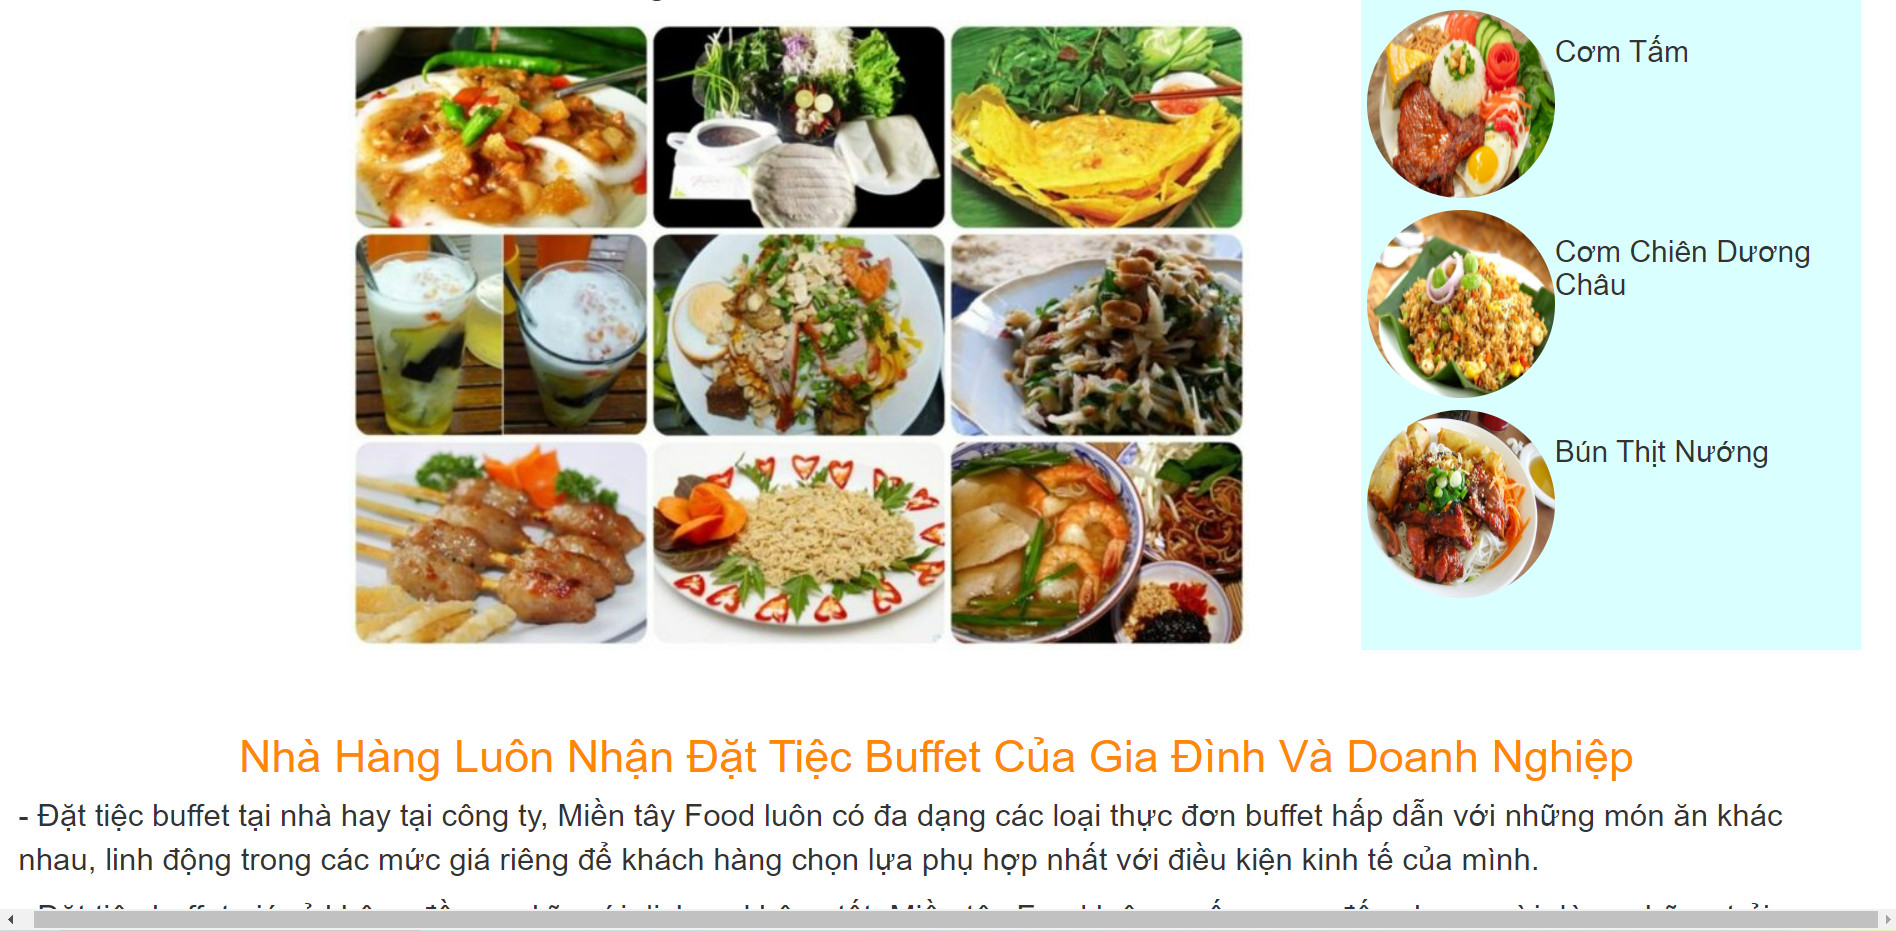 Cơm Tấm
Cơm Chiên Dương
Châu
Bún Thịt Nướng
Nhà Hàng Luôn Nhận Đặt Tiệc Buffet Của Gia Đình Và Doanh Nghiệp
- Đặt tiệc buffet tại nhà hay tại công ty, Miền tây Food luôn có đa dạng các loại thực đơn buffet hấp dẫn với những món ăn khác
nhau, linh động trong các mức giá riêng để khách hàng chọn lựa phụ hợp nhất với điều kiện kinh tế của mình.